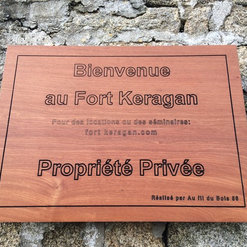 Bienvenue
au Fort Keragan
Pour des locations ou des séminaires:
fort keragan.com
Propriété Privée
Réalisé par Au fil du Bois 56